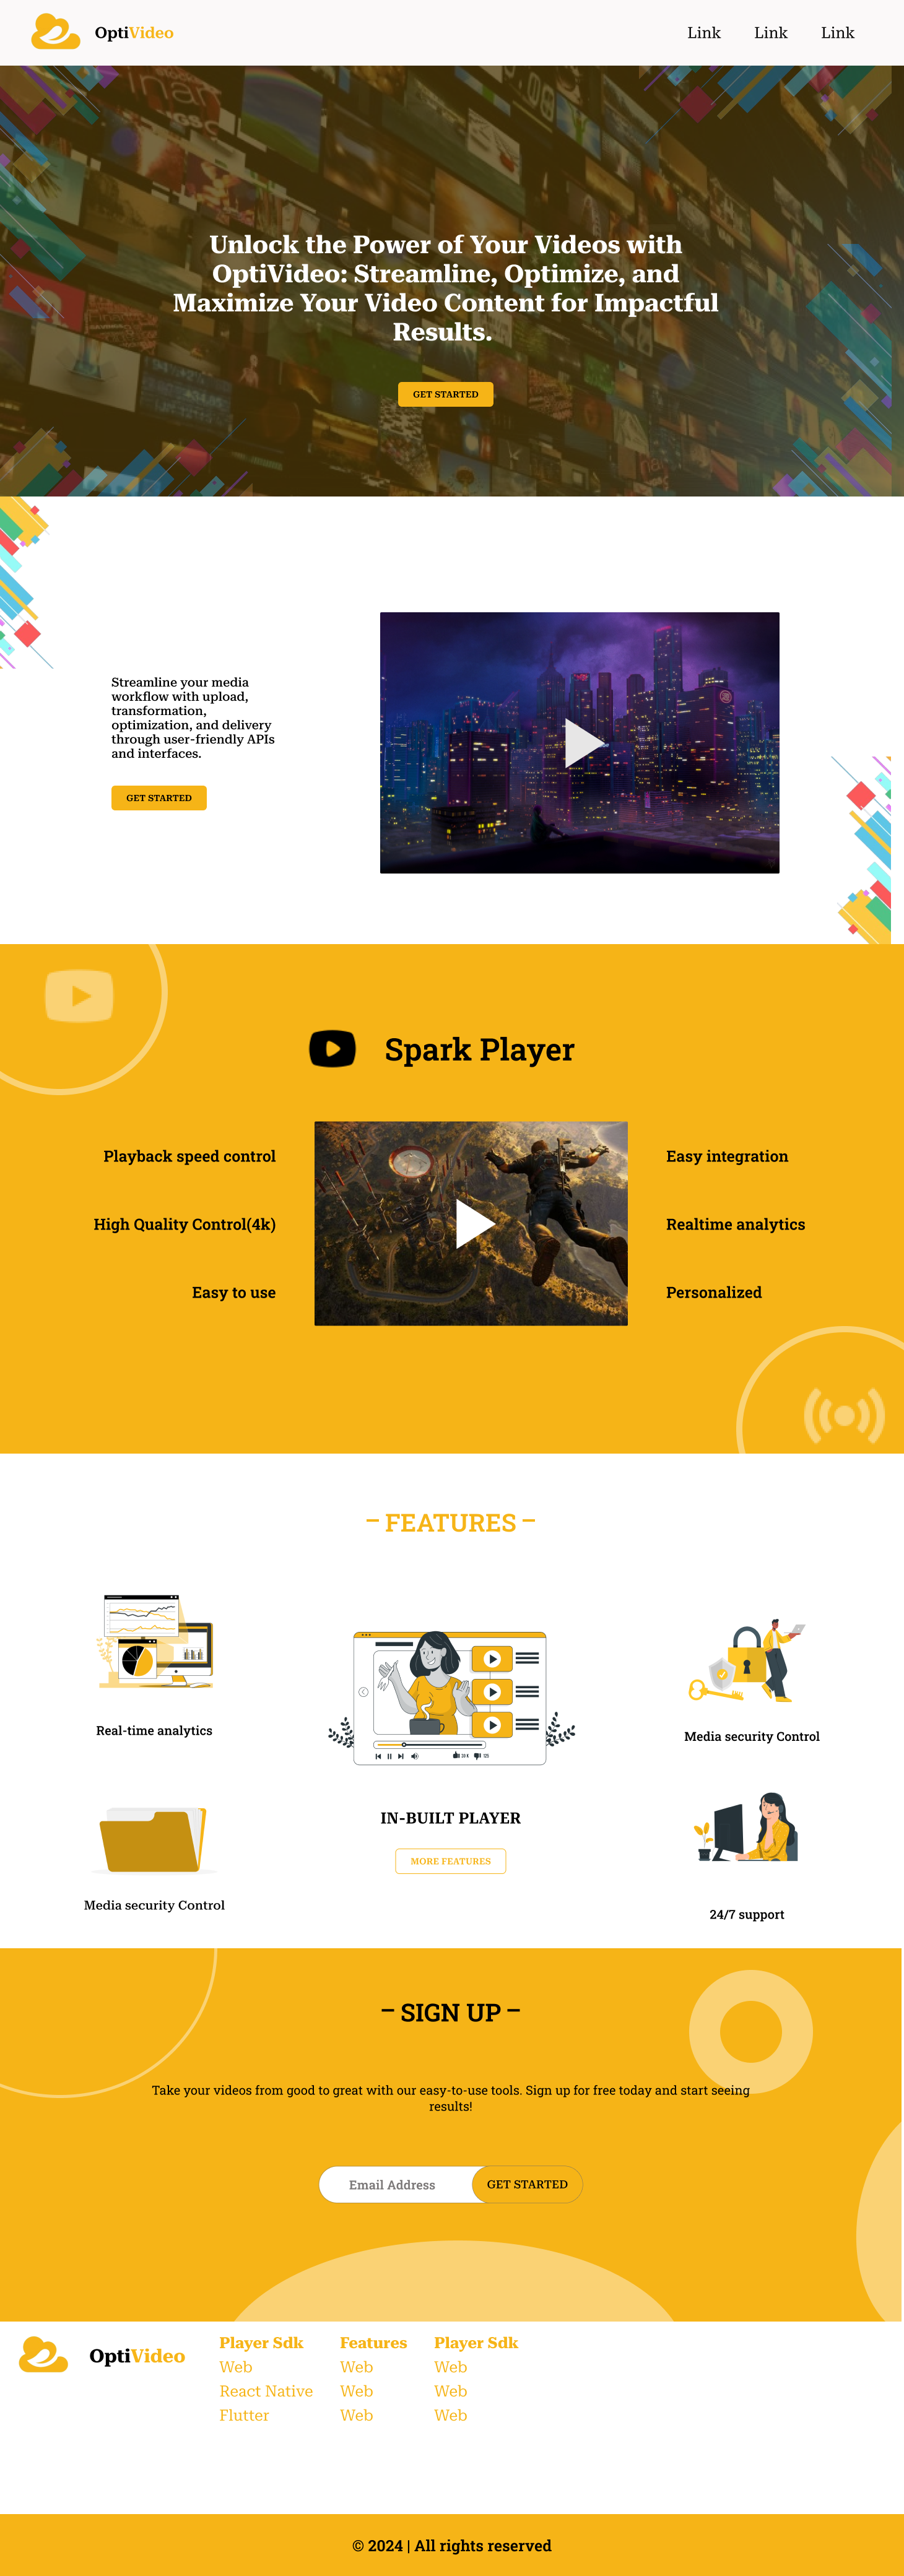 OptiVideo
Link Link Link
Unlock the Power of Your Videos with
OptiVideo: Streamline, Optimize, and
Maximize Your Video Content for Impactful
Results.
GET STARTED
Streamline your media
workflow with upload,
transformation,
optimization, and delivery
through user-friendly APIs
and interfaces.
GET STARTED
Spark Player
Playback speed control
High Quality Control(4k)
Easy to use
Easy integration
Realtime analytics
Personalized
– FEATURES –
Real-time analytics
Media security Control
IN-BUILT PLAYER
MORE FEATURES
Media security Control
24/7 support
– SIGN UP –
Take your videos from good to great with our easy-to-use tools. Sign up for free today and start seeing
results!
Email Address
GET STARTED
OptiVideo
Player Sdk
Web
React Native
Flutter
Features
Web
Web
Web
Player Sdk
Web
Web
Web
© 2024 | All rights reserved